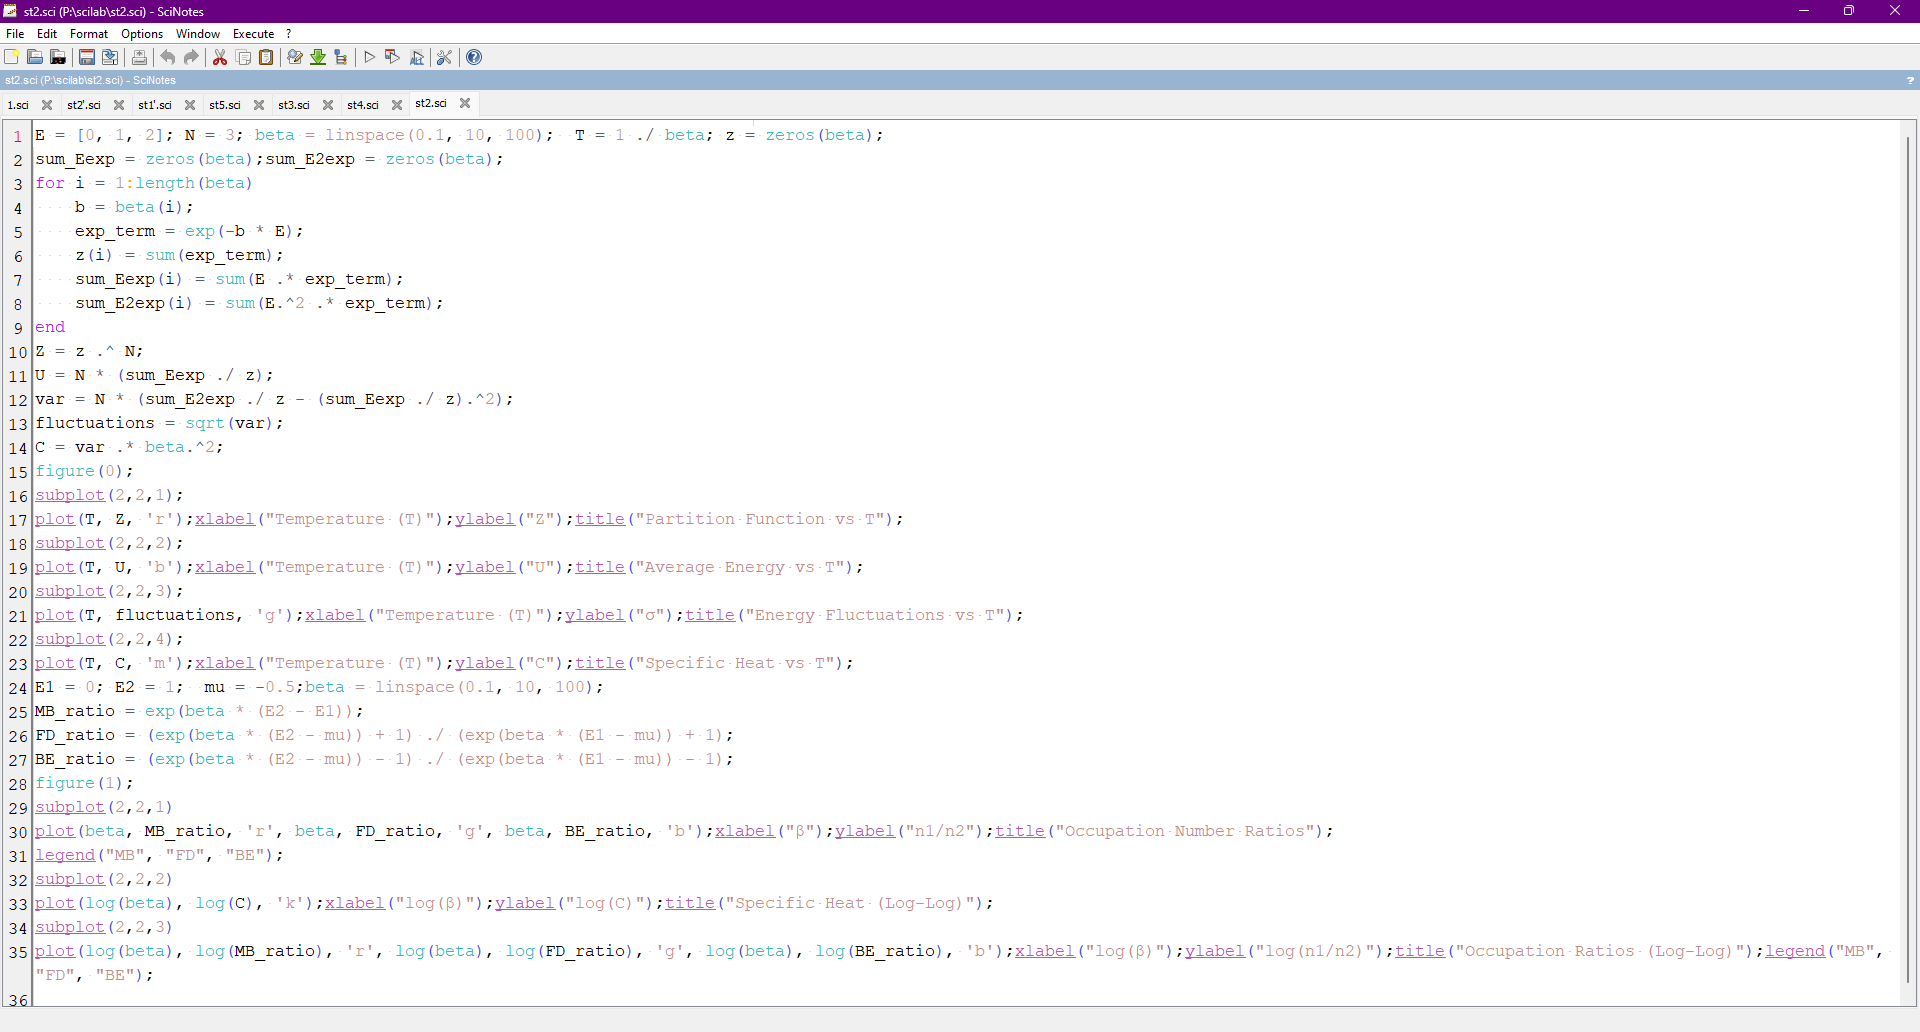 st2.sci (P:\scilab\st2.sci) - SciNotes
File Edit Format Options Window Execute ?
st2.sci (P:\scilab\st2.sci) - SciNotes ?
1.sci st2'.sci st1'.sci st5.sci st3.sci st4.sci st2.sci
1 E = [0, 1, 2]; N = 3; beta = linspace(0.1, 10, 100);  T = 1 ./ beta; z = zeros(beta);
2 sum_Eexp = zeros(beta);sum_E2exp = zeros(beta);
3 for i = 1:length(beta)
4     b = beta(i);
5     exp_term = exp(-b * E);
6     z(i) = sum(exp_term);
7     sum_Eexp(i) = sum(E .* exp_term);
8     sum_E2exp(i) = sum(E.^2 .* exp_term);
9 end
10 Z = z .^ N;
11 U = N * (sum_Eexp ./ z);
12 var = N * (sum_E2exp ./ z - (sum_Eexp ./ z).^2);
13 fluctuations = sqrt(var);
14 C = var .* beta.^2;
15 figure(0);
16 subplot(2,2,1);
17 plot(T, Z, 'r');xlabel("Temperature (T)");ylabel("Z");title("Partition Function vs T");
18 subplot(2,2,2);
19 plot(T, U, 'b');xlabel("Temperature (T)");ylabel("U");title("Average Energy vs T");
20 subplot(2,2,3);
21 plot(T, fluctuations, 'g');xlabel("Temperature (T)");ylabel("σ");title("Energy Fluctuations vs T");
22 subplot(2,2,4);
23 plot(T, C, 'm');xlabel("Temperature (T)");ylabel("C");title("Specific Heat vs T");
24 E1 = 0; E2 = 1;  mu = -0.5;beta = linspace(0.1, 10, 100);
25 MB_ratio = exp(beta * (E2 - E1));
26 FD_ratio = (exp(beta * (E2 - mu)) + 1) ./ (exp(beta * (E1 - mu)) + 1);
27 BE_ratio = (exp(beta * (E2 - mu)) - 1) ./ (exp(beta * (E1 - mu)) - 1);
28 figure(1);
29 subplot(2,2,1)
30 plot(beta, MB_ratio, 'r', beta, FD_ratio, 'g', beta, BE_ratio, 'b');xlabel("β");ylabel("n1/n2");title("Occupation Number Ratios");
31 legend("MB", "FD", "BE");
32 subplot(2,2,2)
33 plot(log(beta), log(C), 'k');xlabel("log(β)");ylabel("log(C)");title("Specific Heat (Log-Log)");
34 subplot(2,2,3)
35 plot(log(beta), log(MB_ratio), 'r', log(beta), log(FD_ratio), 'g', log(beta), log(BE_ratio), 'b');xlabel("log(β)");ylabel("log(n1/n2)");title("Occupation Ratios (Log-Log)");legend("MB",
"FD", "BE");
36